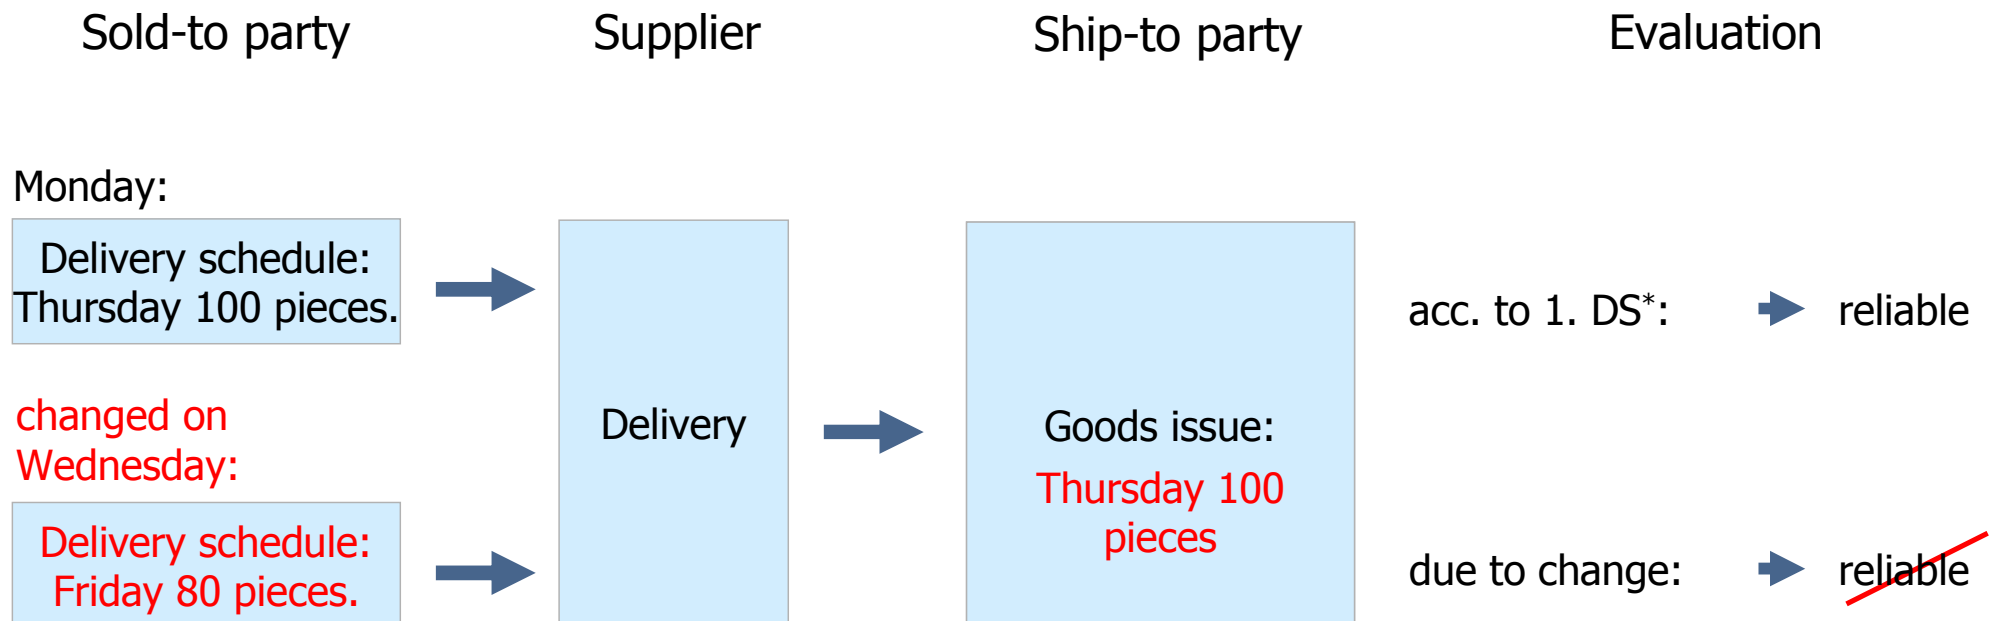 Sold-to party
Supplier
Ship-to party
Evaluation
Monday:
Delivery schedule:
Thursday 100 pieces.
acc. to 1. DS*:
reliable
changed on
Wednesday:
Delivery
Goods issue:
Thursday 100
pieces
Delivery schedule:
Friday 80 pieces.
due to change:
reliable